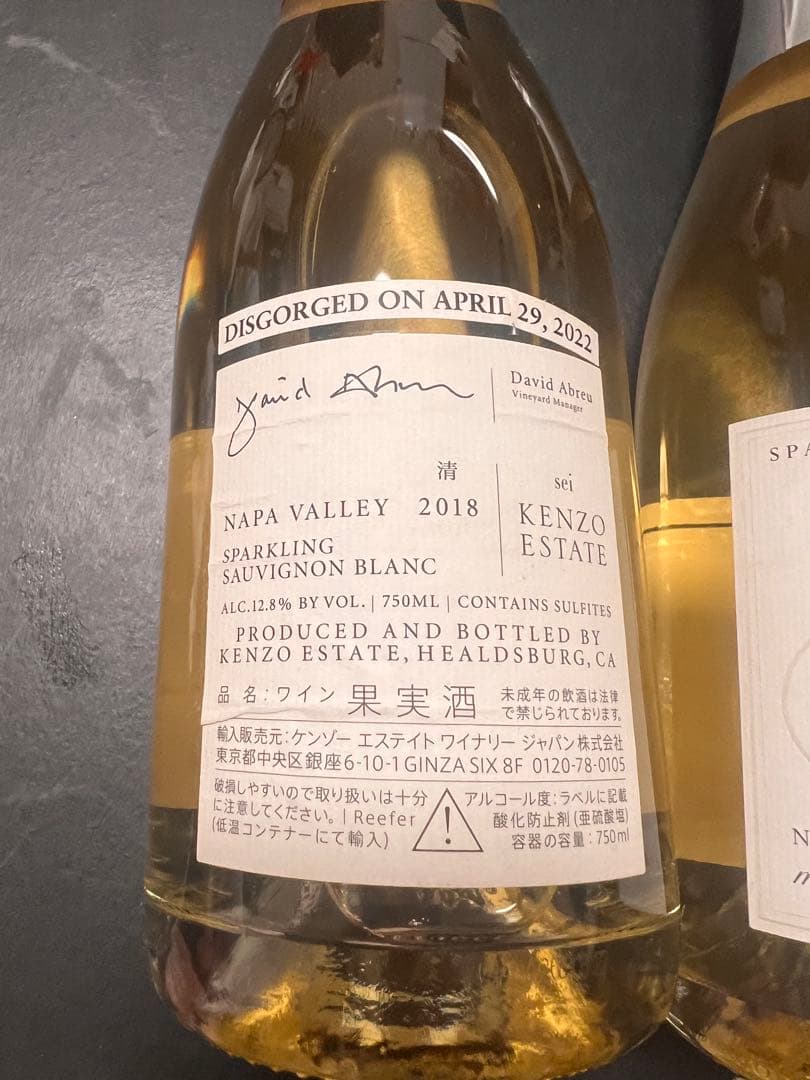 DISGORGED ON APRIL 29, 2022
David Abreu
David Abreu
Vineyard Manager
清
NAPA VALLEY 2018
SPARKLING
SAUVIGNON BLANC
sei
KENZO
ESTATE
ALC.12.8% BY VOL. | 750ML | CONTAINS SULFITES
PRODUCED AND BOTTLED BY
KENZO ESTATE, HEALDSBURG, CA
品 名:ワイン 果実酒
未成年の飲酒は法律
で禁じられております。
輸入販売元:ケンゾー エステイト ワイナリー ジャパン株式会社
東京都中央区銀座6-10-1 GINZA SIX 8F 0120-78-0105
破損しやすいので取り扱いは十分
に注意してください。| Reefer
(低温コンテナーにて輸入)
アルコール度:ラベルに記載
酸化防止剤(亜硫酸塩)
容器の容量:750ml
SPA
N
m